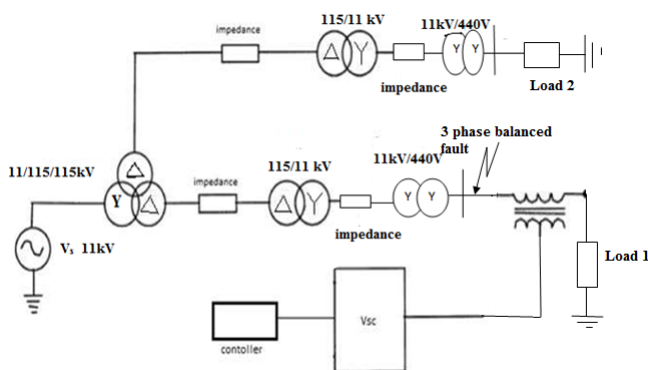 115/11 kV
11kV/440V
impedance
Y Y
Δ Y
impedance
Load 2
3 phase balanced
fault
11/115/115kV
Δ
115/11 kV
11kV/440V
impedance
Y Δ
Δ Y
Y Y
impedance
Vs 11kV
Load 1
Vsc
contoller